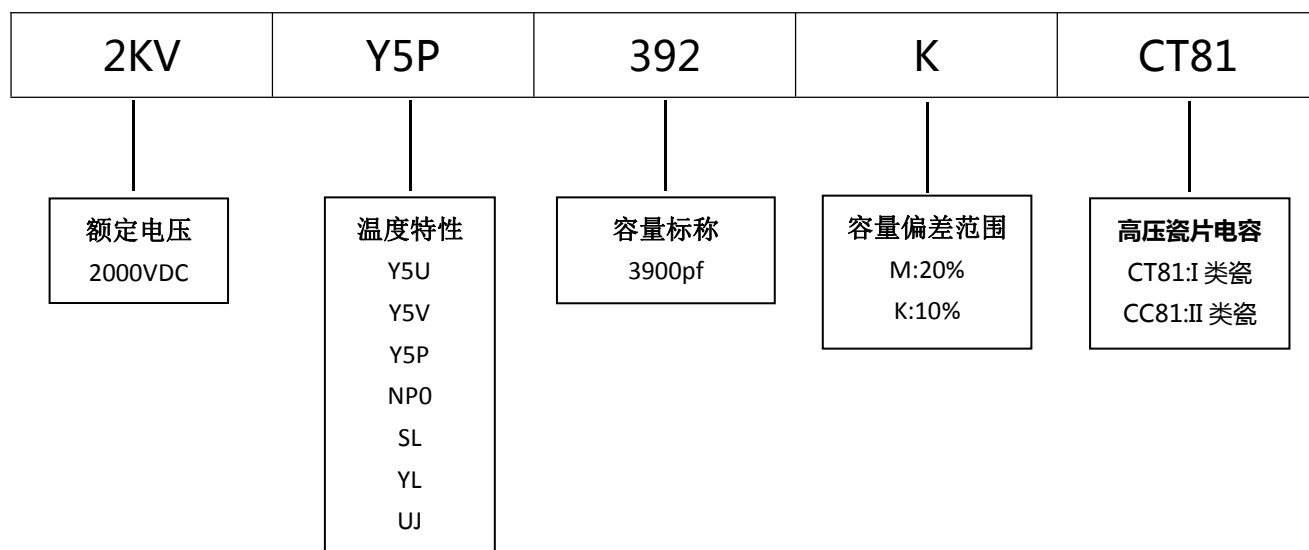 2KV Y5P 392 K CT81
额定电压
2000VDC
温度特性
Y5U
Y5V
Y5P
NP0
SL
YL
UJ
容量标称
3900pf
容量偏差范围
M:20%
K:10%
高压瓷片电容
CT81:I 类瓷
CC81:II 类瓷